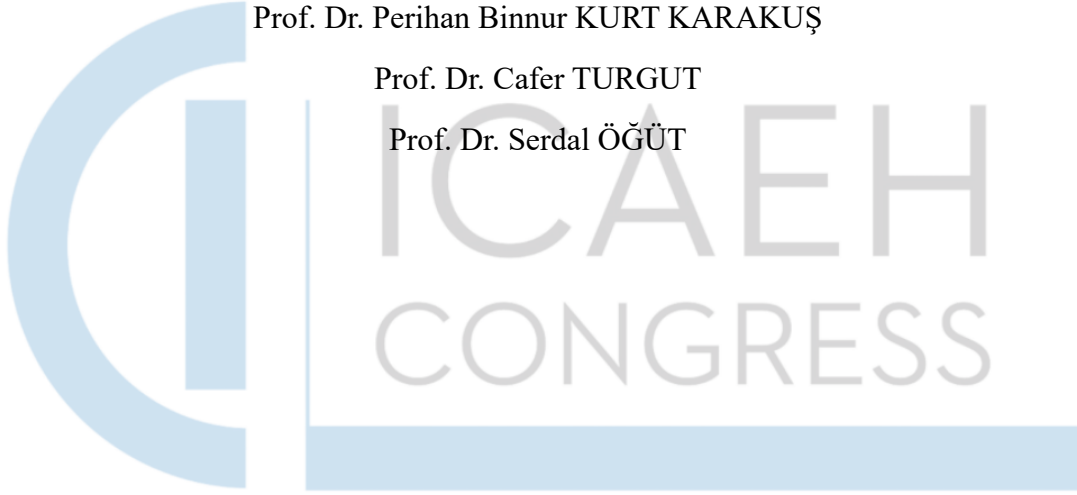 Prof. Dr. Perihan Binnur KURT KARAKUŞ
Prof. Dr. Cafer TURGUT
Prof. Dr. Serdal ÖĞÜT
ICAEH
CONGRESS